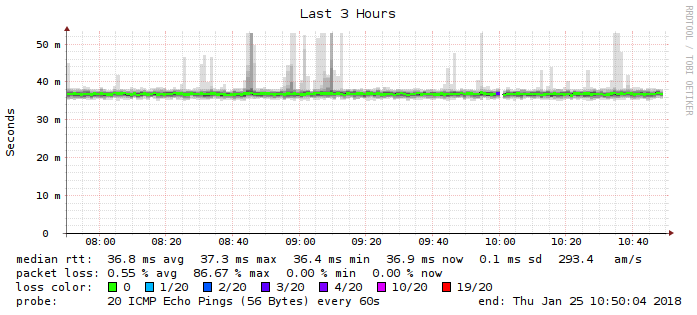 Last 3 Hours
RRDTOOL / TOBI OETIKER
Seconds
50 m
40 m
30 m
20 m
10 m
0
08:00 08:20 08:40 09:00 09:20 09:40 10:00 10:20 10:40
median rtt: 36.8 ms avg 37.3 ms max 36.4 ms min 36.9 ms now 0.1 ms sd 293.4 am/s
packet loss: 0.55 % avg 86.67 % max 0.00 % min 0.00 % now
loss color: 0 1/20 2/20 3/20 4/20 10/20 19/20
probe: 20 ICMP Echo Pings (56 Bytes) every 60s end: Thu Jan 25 10:50:04 2018